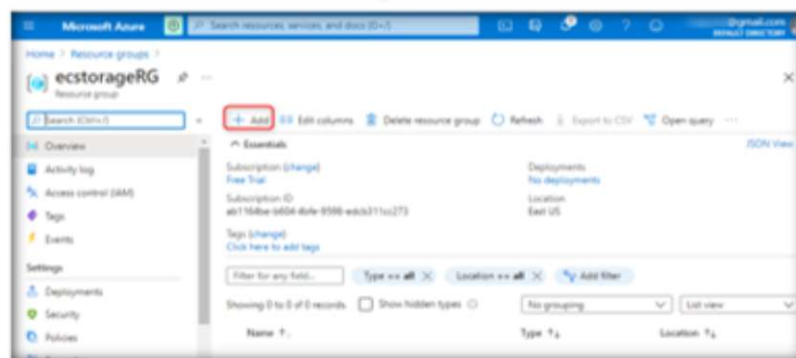 Microsoft Azure
Search resources, services, and docs (G+/)
@gmail.com
DEFAULT DIRECTORY
Home > Resource groups >
ecstorageRG
Resource group
Search (Ctrl+/)
Add
Edit columns
Delete resource group
Refresh
Export to CSV
Open query
Overview
Activity log
Access control (IAM)
Tags
Events
Settings
Deployments
Security
Policies
Essentials
JSON View
Subscription (change)
Free Trial
Subscription ID
Deployments
No deployments
Location
East US
Tags (change)
Click here to add tags
Filter for any field...
Type == all
Location == all
Add filter
Showing 0 to 0 of 0 records.
Show hidden types
No grouping
List view
Name ↑
Type ↑↓
Location ↑↓